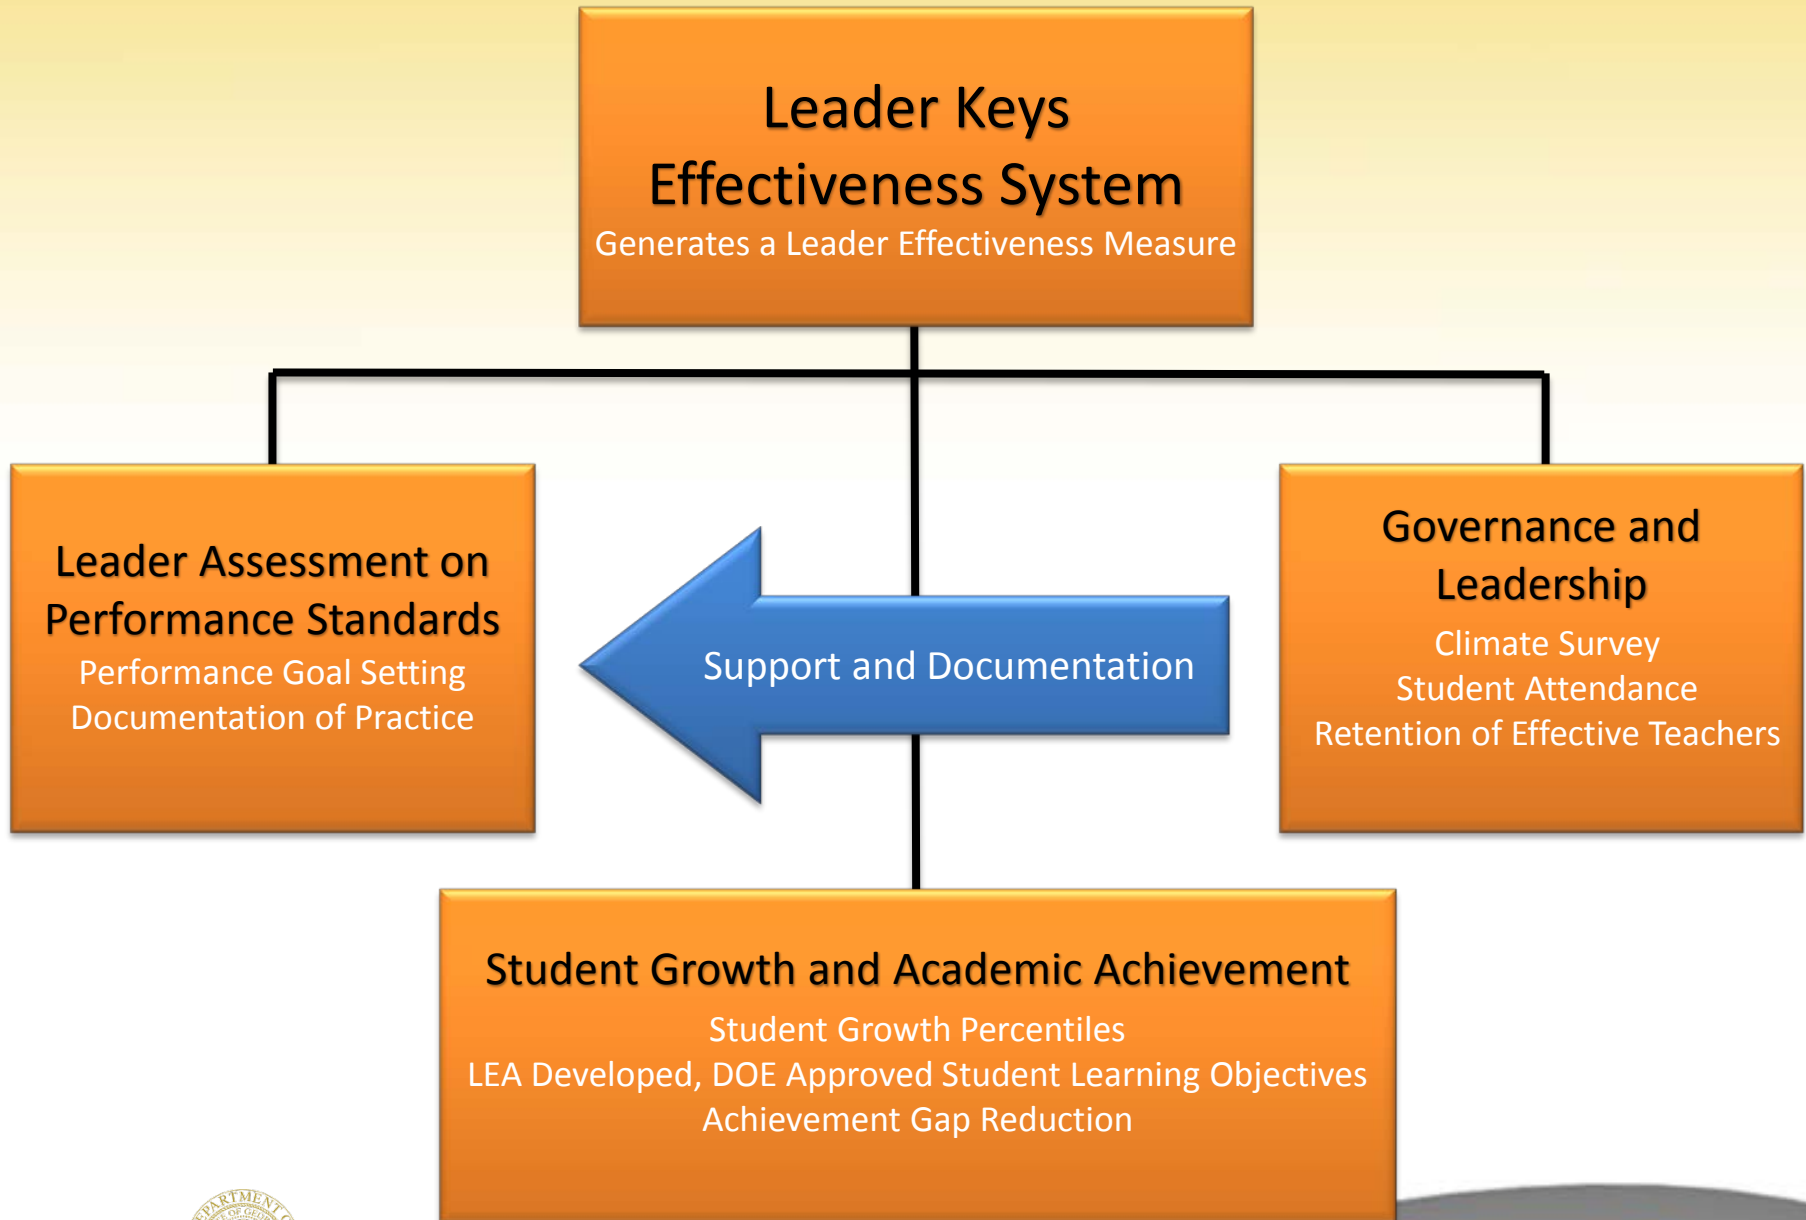 Leader Keys
Effectiveness System
Generates a Leader Effectiveness Measure
Leader Assessment on
Performance Standards
Performance Goal Setting
Documentation of Practice
Support and Documentation
Governance and
Leadership
Climate Survey
Student Attendance
Retention of Effective Teachers
Student Growth and Academic Achievement
Student Growth Percentiles
LEA Developed, DOE Approved Student Learning Objectives
Achievement Gap Reduction